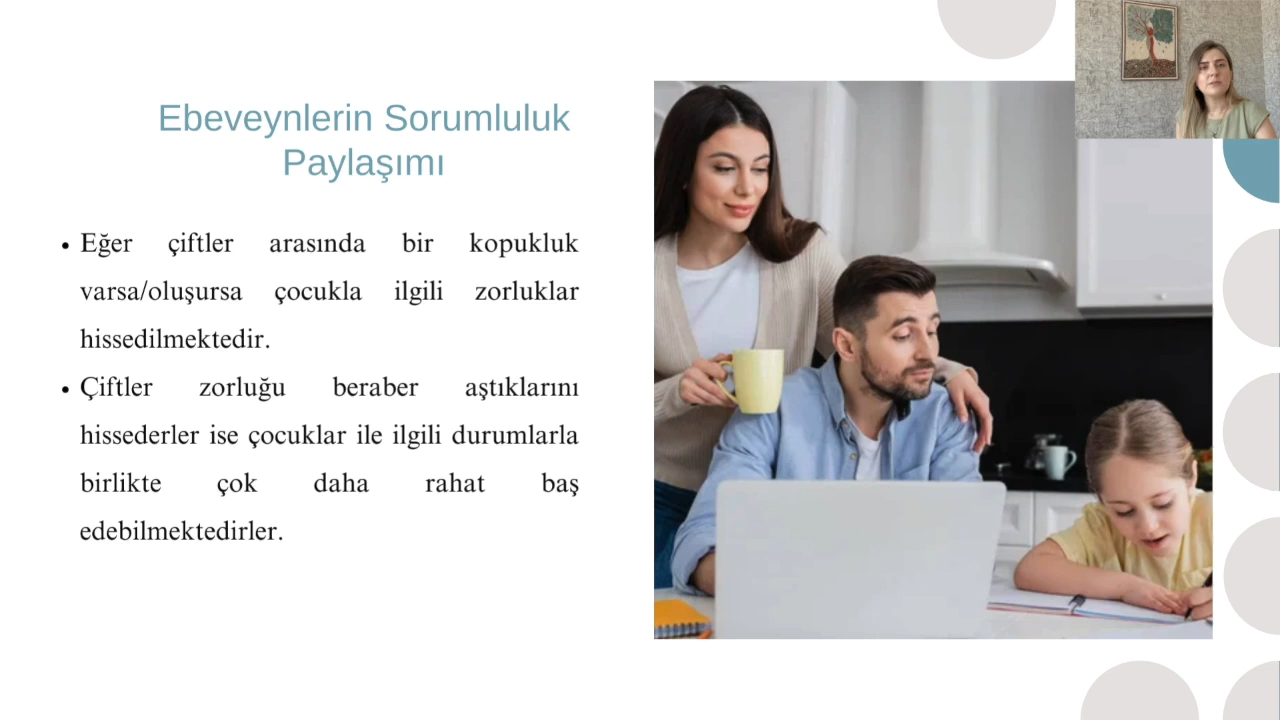 Ebeveynlerin Sorumluluk
Paylaşımı
• Eğer çiftler arasında bir kopukluk
varsa/oluşursa çocukla ilgili zorluklar
hissedilmektedir.
• Çiftler zorluğu beraber aştıklarını
hissederler ise çocuklar ile ilgili durumlarla
birlikte çok daha rahat baş
edebilmektedirler.